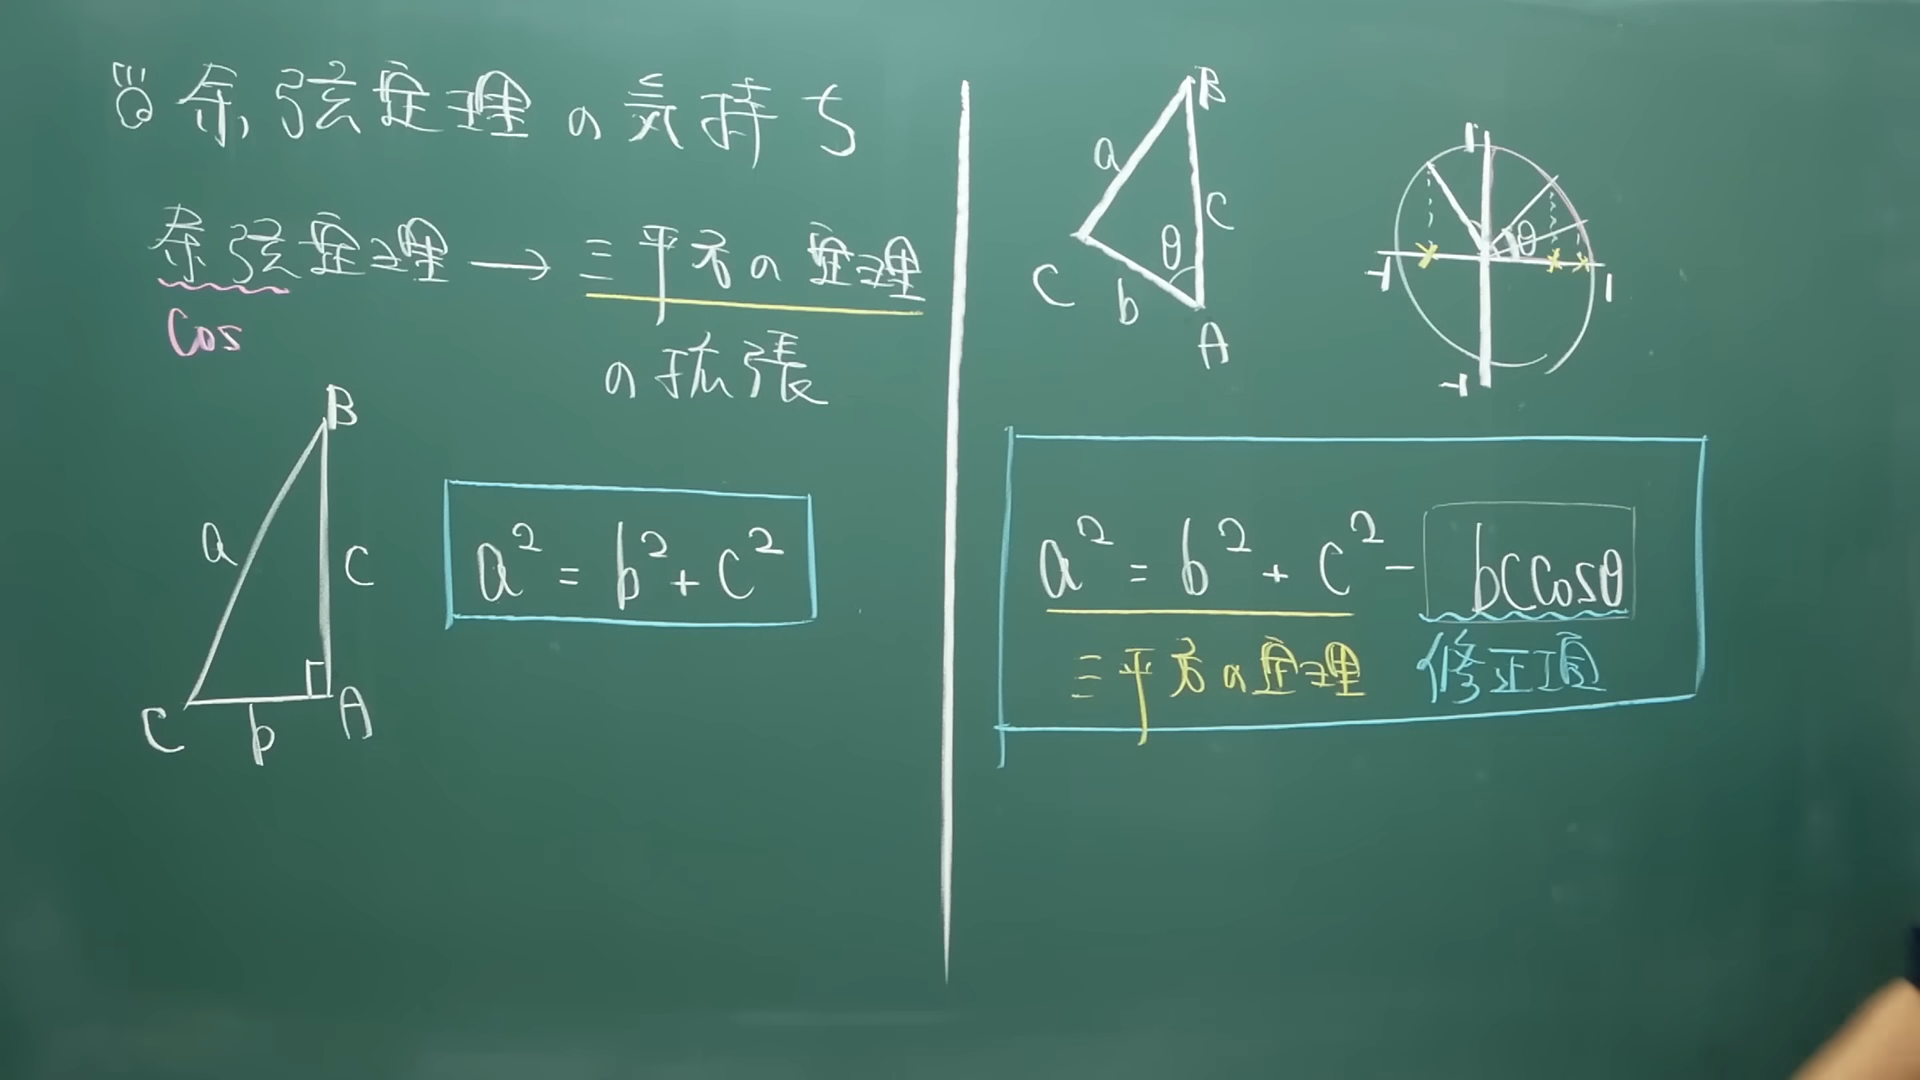 余弦定理の気持ち
余弦定理→三平方の定理
の拡張
cos
B
a
c
C
b
A
a²=b²+c²
B
a
c
θ
C
b
A
1
θ
-1
1
-1
a²=b²+c²-bccosθ
三平方の定理 修正項